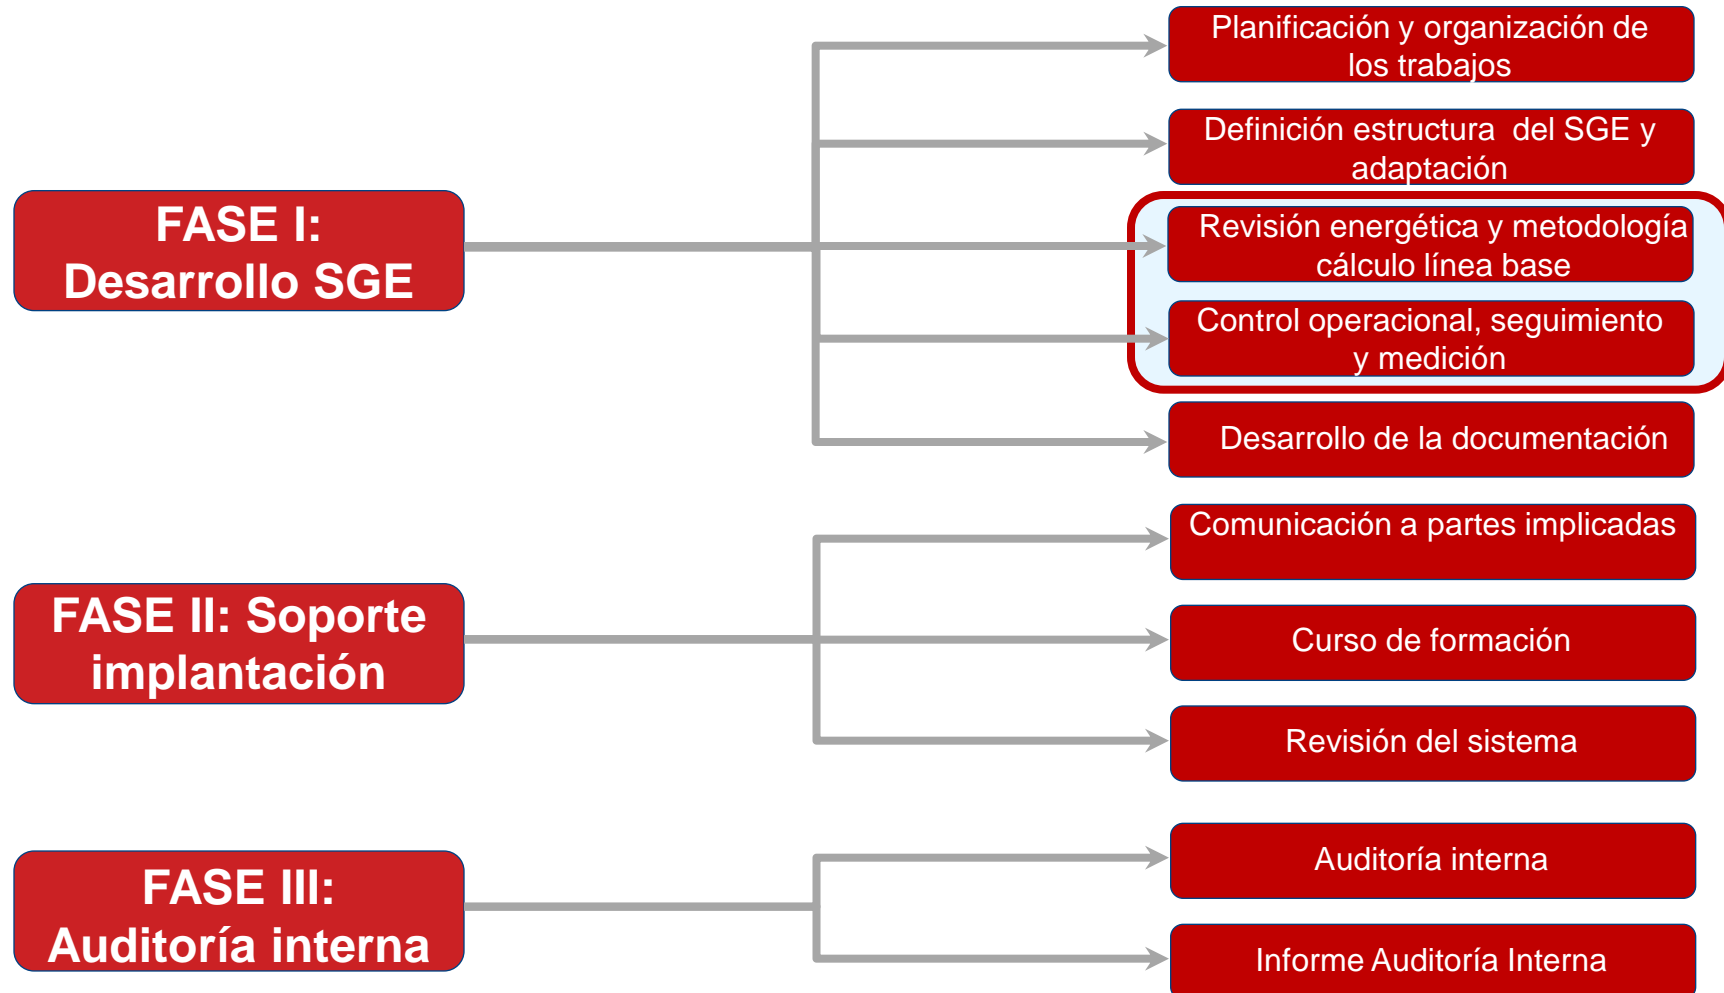 FASE I:
Desarrollo SGE
Planificación y organización de
los trabajos
Definición estructura  del SGE y
adaptación
Revisión energética y metodología
cálculo línea base
Control operacional, seguimiento
y medición
Desarrollo de la documentación
FASE II: Soporte
implantación
Comunicación a partes implicadas
Curso de formación
Revisión del sistema
FASE III:
Auditoría interna
Auditoría interna
Informe Auditoría Interna